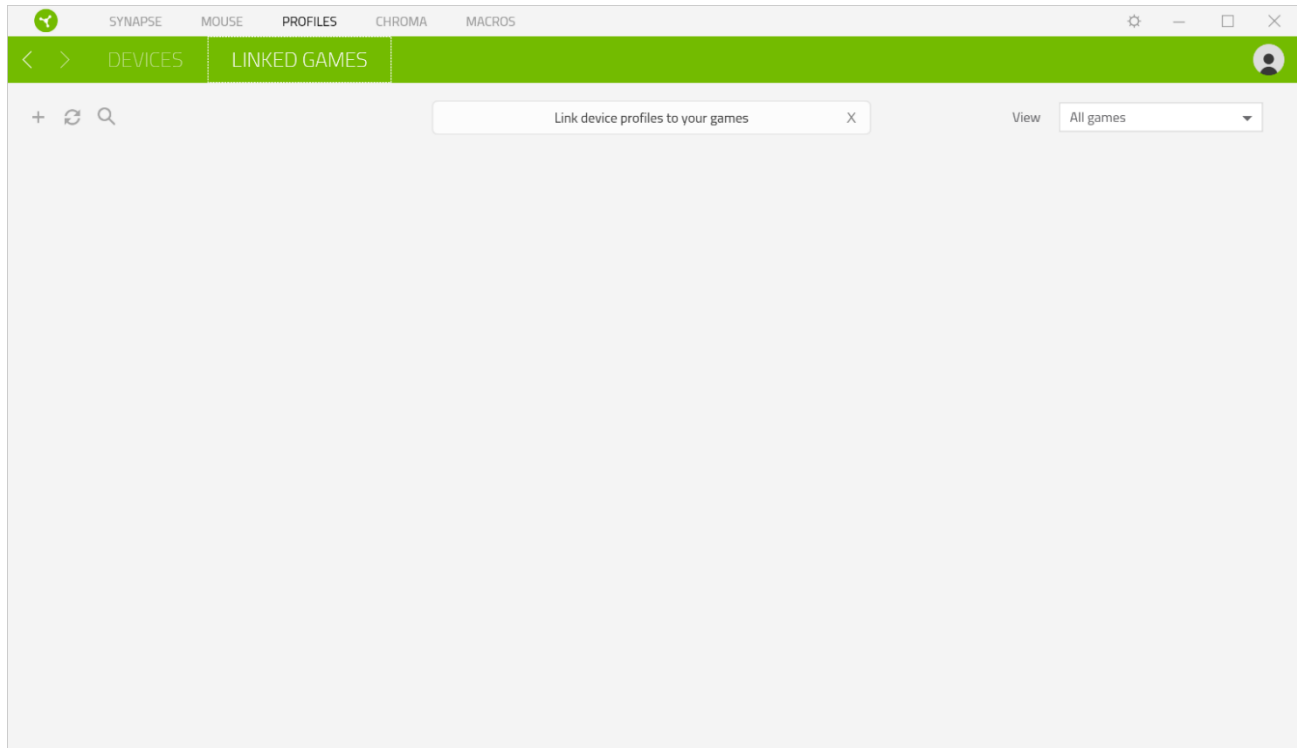 SYNAPSE MOUSE PROFILES CHROMA MACROS
DEVICES LINKED GAMES
Link device profiles to your games X View All games